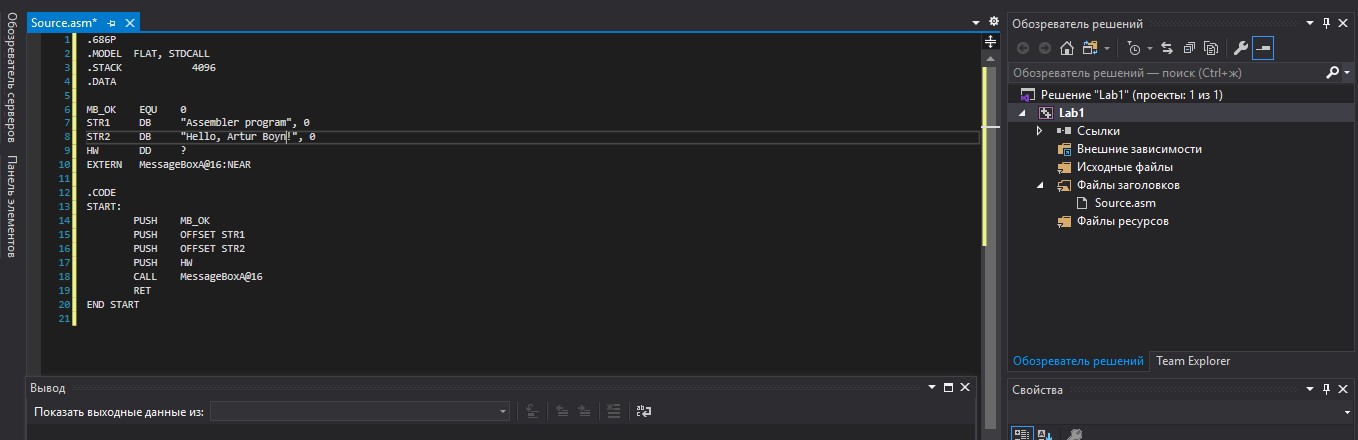 Обозреватель серверов
Панель элементов
Source.asm*
1 .686P
2 .MODEL FLAT, STDCALL
3 .STACK 4096
4 .DATA
5
6 MB_OK EQU 0
7 STR1 DB "Assembler program", 0
8 STR2 DB "Hello, Artur Boyn!", 0
9 HW DD ?
10 EXTERN MessageBoxA@16:NEAR
11
12 .CODE
13 START:
14 PUSH MB_OK
15 PUSH OFFSET STR1
16 PUSH OFFSET STR2
17 PUSH HW
18 CALL MessageBoxA@16
19 RET
20 END START
21
Вывод
Показать выходные данные из:
Обозреватель решений
Обозреватель решений — поиск (Ctrl+ж)
Решение "Lab1" (проекты: 1 из 1)
Lab1
Ссылки
Внешние зависимости
Исходные файлы
Файлы заголовков
Source.asm
Файлы ресурсов
Обозреватель решений Team Explorer
Свойства